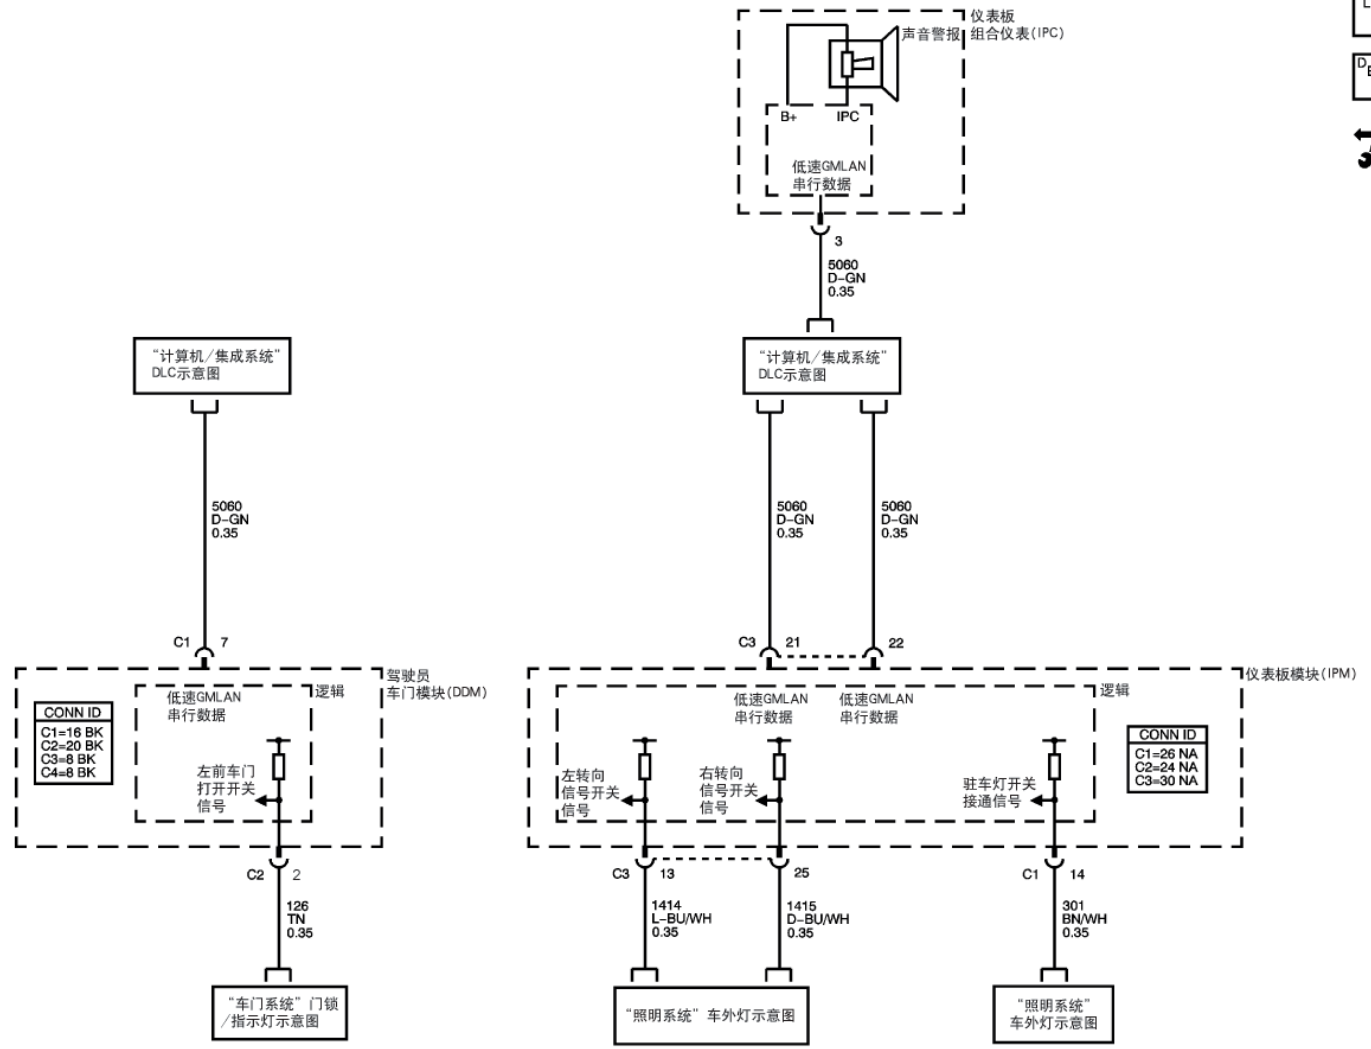 仪表板
组合仪表(IPC)
声音警报
L
D
E
B+ IPC
低速GMLAN
串行数据
3
5060
D-GN
0.35
“计算机/集成系统”
DLC示意图
“计算机/集成系统”
DLC示意图
5060
D-GN
0.35
5060
D-GN
0.35
5060
D-GN
0.35
C1 7
C3 21 22
驾驶员
车门模块(DDM)
逻辑
低速GMLAN
串行数据
CONN ID
C1=16 BK
C2=20 BK
C3=8 BK
C4=8 BK
左前车门
打开开关
信号
仪表板模块(IPM)
逻辑
低速GMLAN
串行数据
低速GMLAN
串行数据
CONN ID
C1=26 NA
C2=24 NA
C3=30 NA
左转向
信号开关
信号
右转向
信号开关
信号
驻车灯开关
接通信号
C2 2
C3 13 25
C1 14
126
TN
0.35
1414
L-BU/WH
0.35
1415
D-BU/WH
0.35
301
BN/WH
0.35
“车门系统”门锁
/指示灯示意图
“照明系统”车外灯示意图
“照明系统”
车外灯示意图